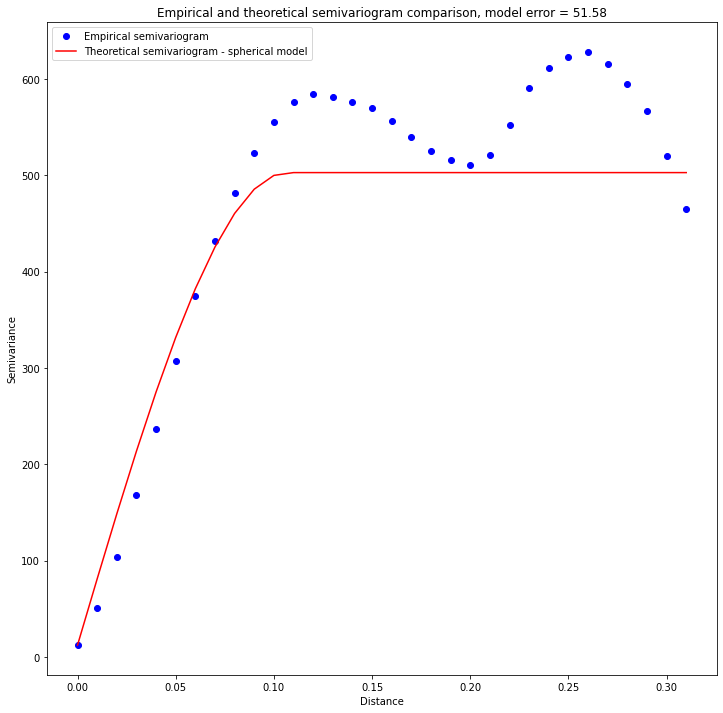 Empirical and theoretical semivariogram comparison, model error = 51.58
Empirical semivariogram
Theoretical semivariogram - spherical model
600
500
400
300
200
100
0
Semivariance
0.00 0.05 0.10 0.15 0.20 0.25 0.30
Distance